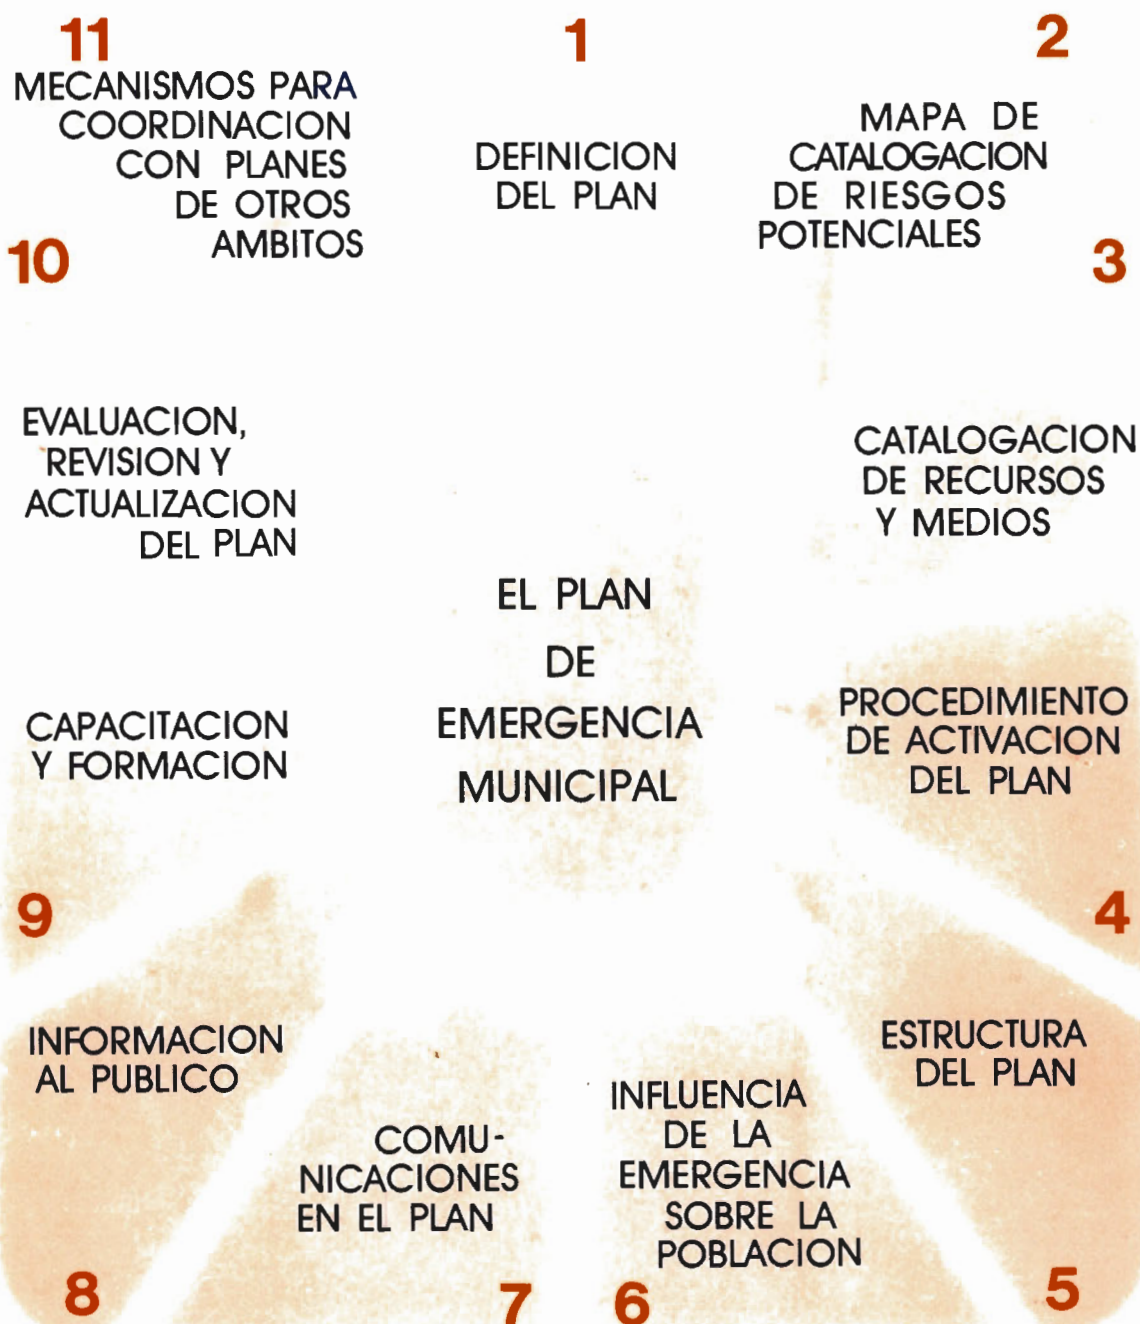 11
MECANISMOS PARA
COORDINACION
CON PLANES
DE OTROS
AMBITOS
1
DEFINICION
DEL PLAN
2
MAPA DE
CATALOGACION
DE RIESGOS
POTENCIALES
3
CATALOGACION
DE RECURSOS
Y MEDIOS
10
EVALUACION,
REVISION Y
ACTUALIZACION
DEL PLAN
EL PLAN
DE
EMERGENCIA
MUNICIPAL
PROCEDIMIENTO
DE ACTIVACION
DEL PLAN
4
CAPACITACION
Y FORMACION
9
ESTRUCTURA
DEL PLAN
5
INFORMACION
AL PUBLICO
8
COMU-
NICACIONES
EN EL PLAN
7
INFLUENCIA
DE LA
EMERGENCIA
SOBRE LA
POBLACION
6